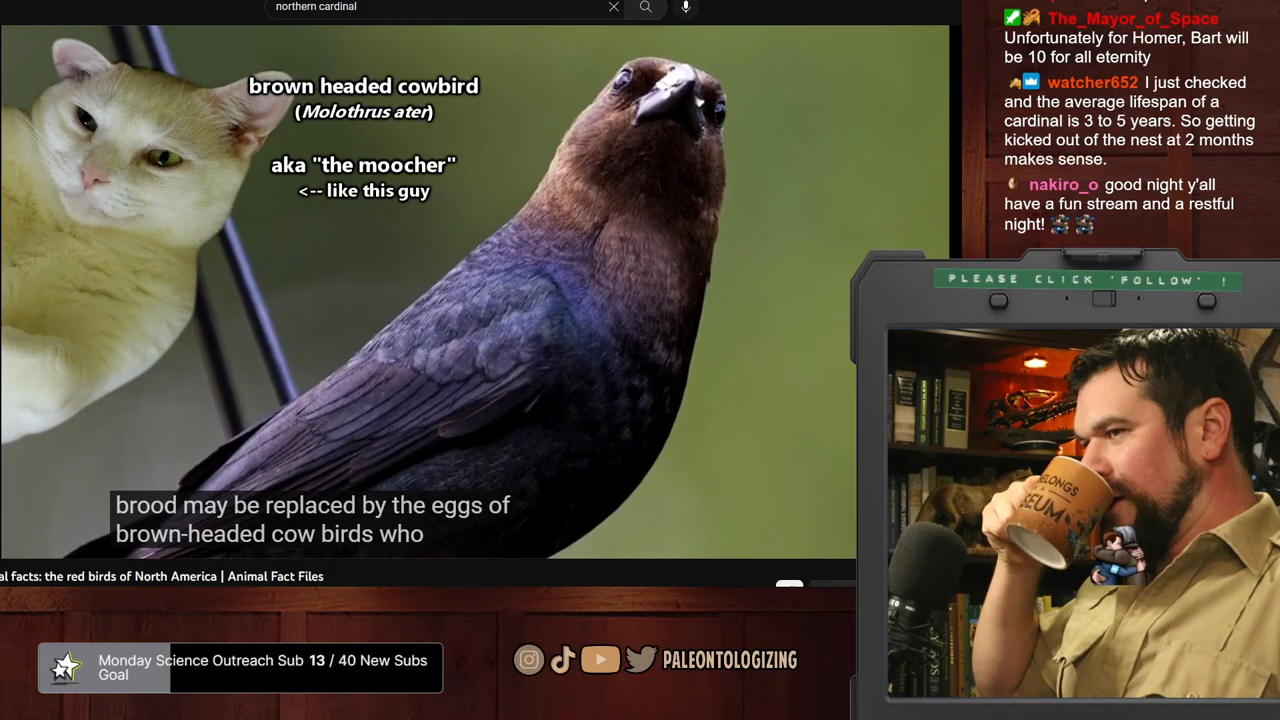 northern cardinal
brown headed cowbird
(Molothrus ater)
aka "the moocher"
<-- like this guy
brood may be replaced by the eggs of
brown-headed cow birds who
al facts: the red birds of North America | Animal Fact Files
The_Mayor_of_Space
Unfortunately for Homer, Bart will
be 10 for all eternity
watcher652 I just checked
and the average lifespan of a
cardinal is 3 to 5 years. So getting
kicked out of the nest at 2 months
makes sense.
nakiro_o good night y'all
have a fun stream and a restful
night!
PLEASE CLICK 'FOLLOW' !
BELONGS
SEUM
Monday Science Outreach Sub 13 / 40 New Subs
Goal
PALEONTOLOGIZING